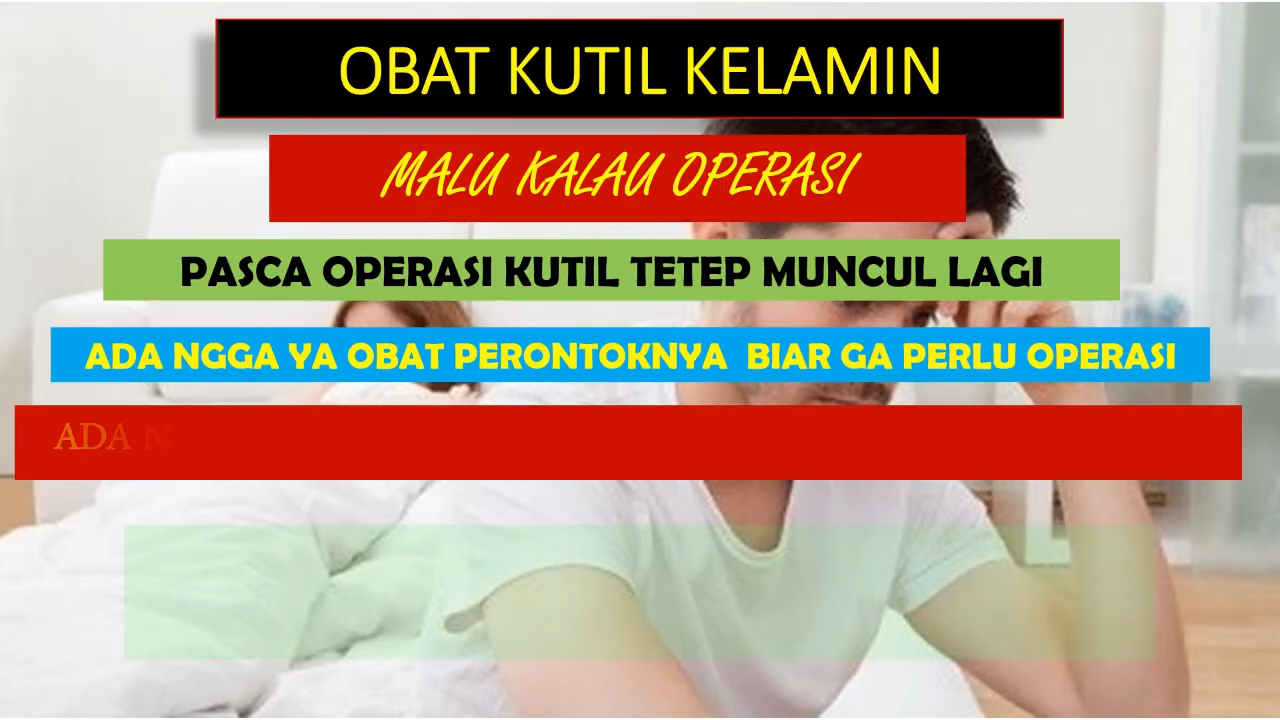 OBAT KUTIL KELAMIN
MALU KALAU OPERASI
PASCA OPERASI KUTIL TETEP MUNCUL LAGI
ADA NGGA YA OBAT PERONTOKNYA BIAR GA PERLU OPERASI
ADA N